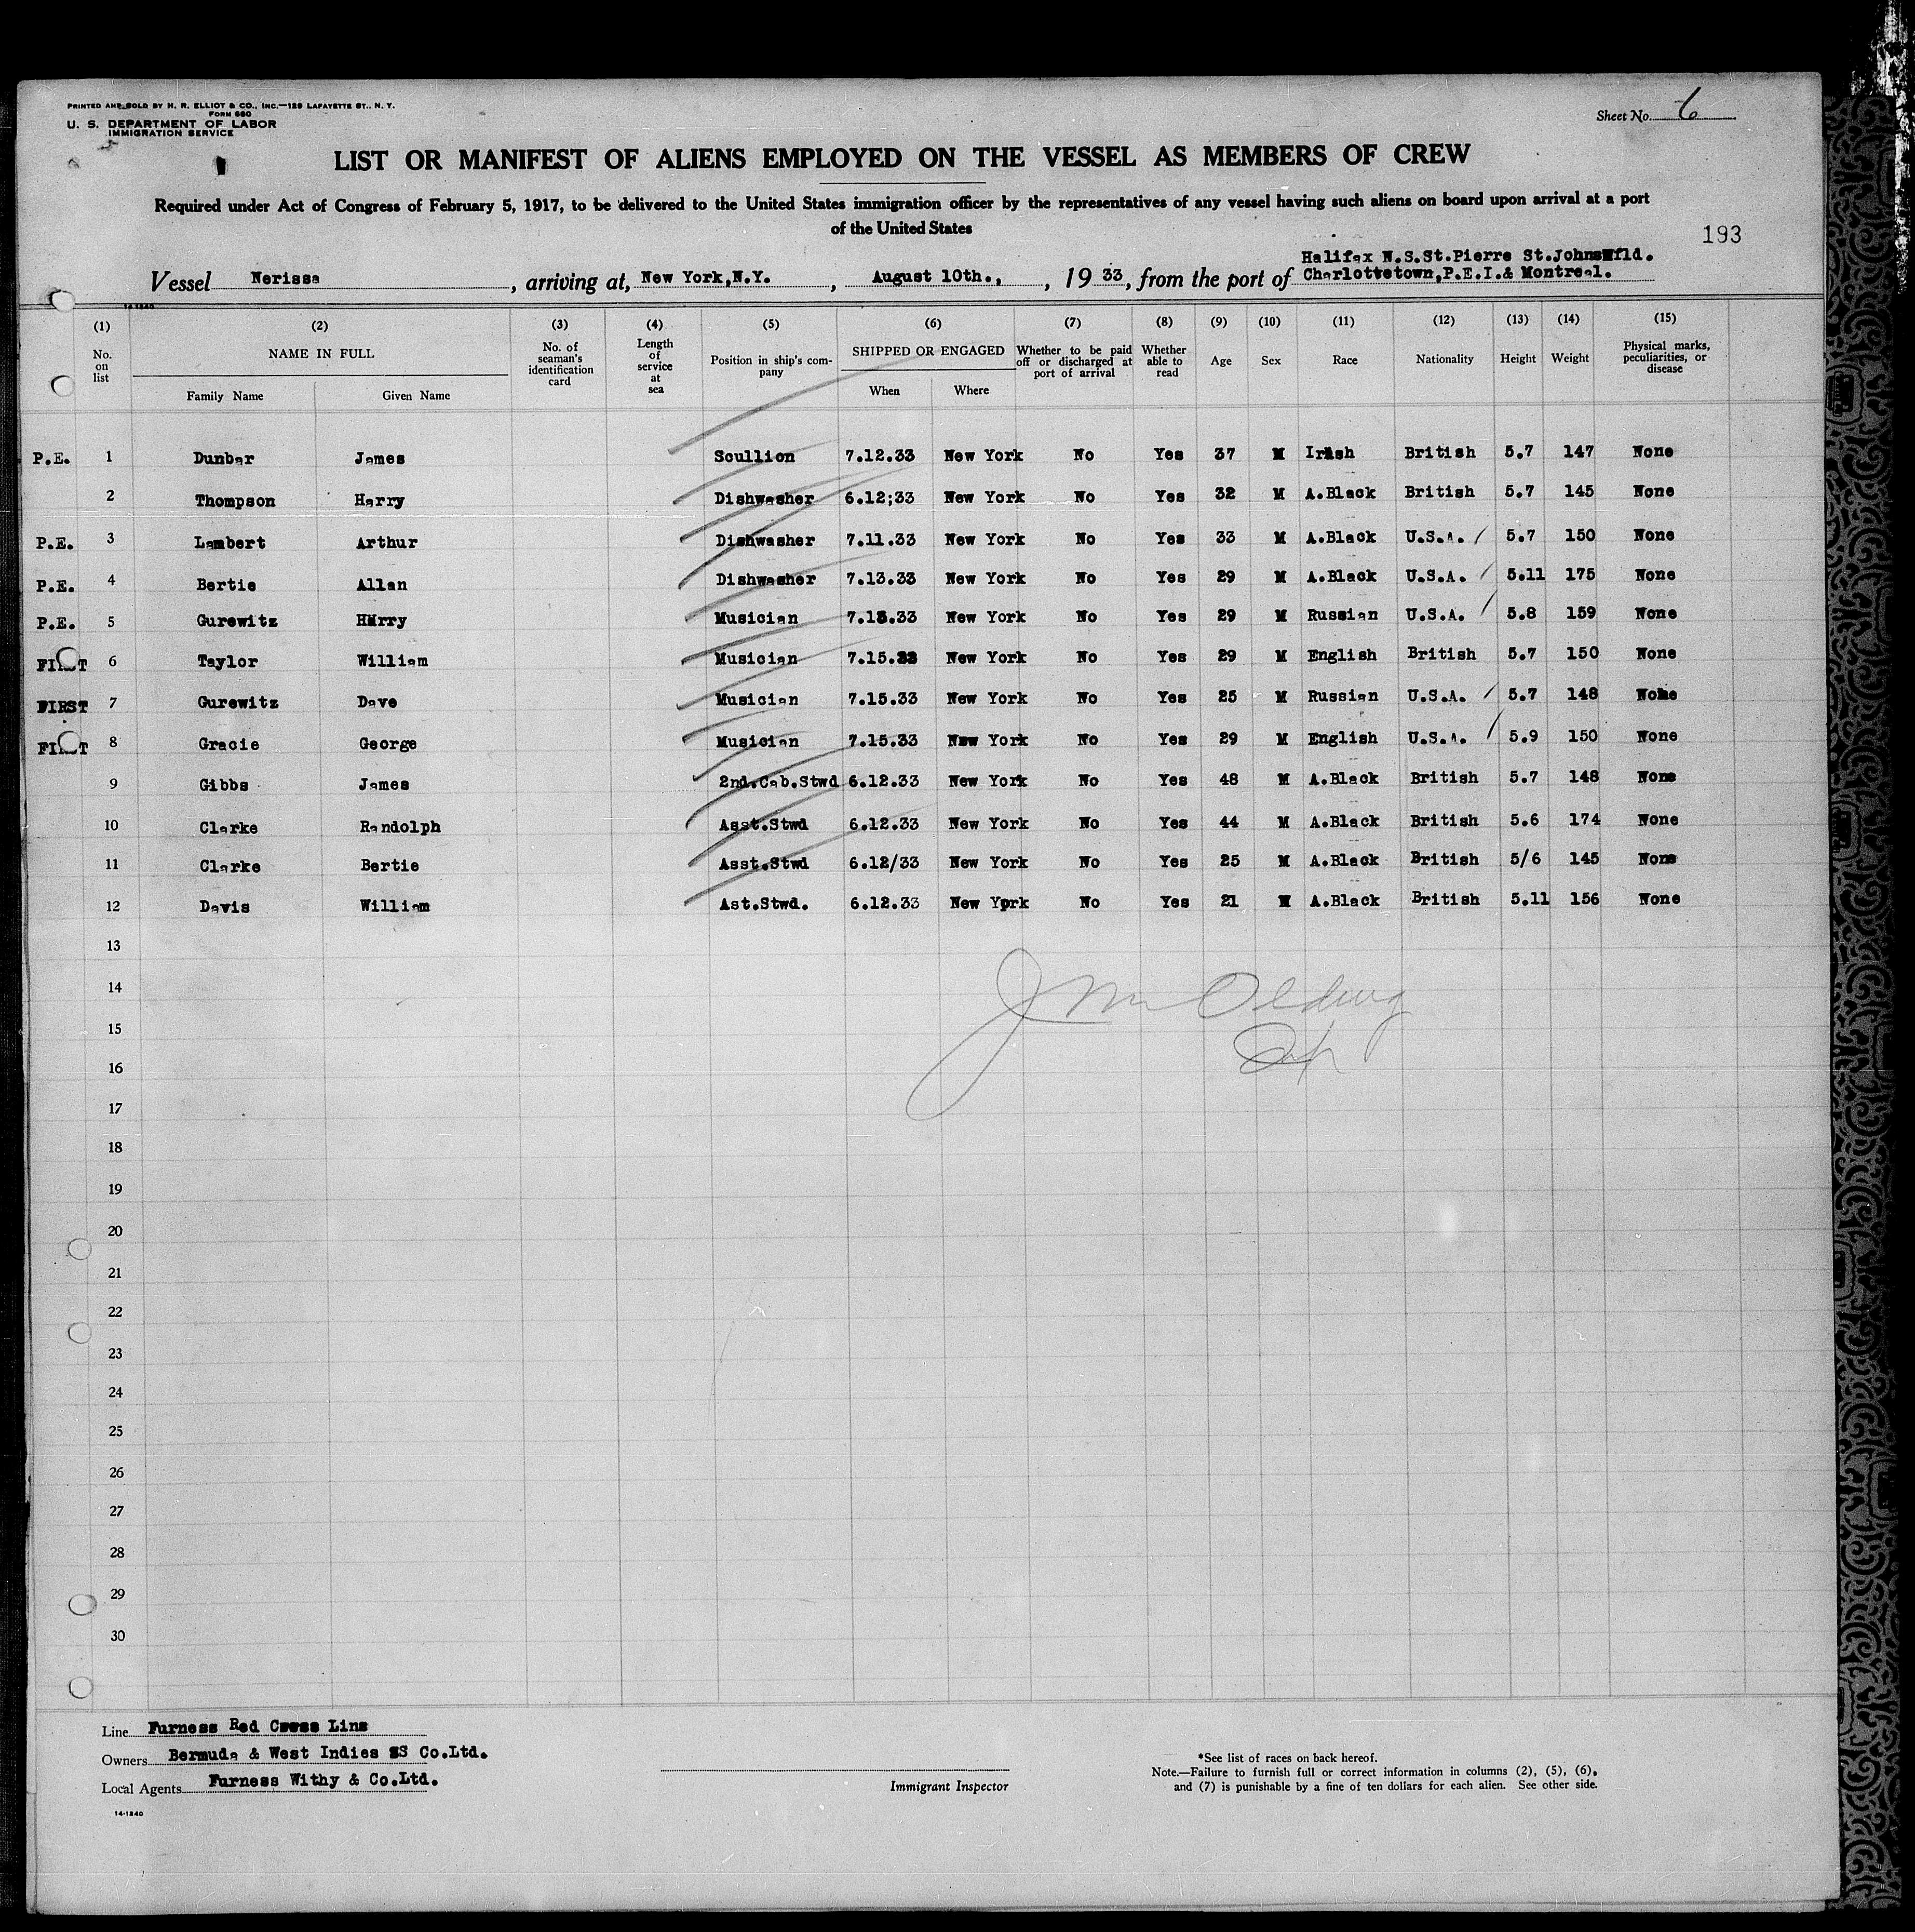 PRINTED AND SOLD BY H. R. ELLIOT & CO., INC.—129 LAFAYETTE ST., N. Y.
FORM 680
U. S. DEPARTMENT OF LABOR
IMMIGRATION SERVICE
Sheet No. 6
LIST OR MANIFEST OF ALIENS EMPLOYED ON THE VESSEL AS MEMBERS OF CREW
Required under Act of Congress of February 5, 1917, to be delivered to the United States immigration officer by the representatives of any vessel having such aliens on board upon arrival at a port
of the United States
193
Halifax N.S.St.Pierre St.Johns Nfld.
Vessel Nerissa, arriving at, New York,N.Y., August 10th., , 19 33, from the port of Charlottetown,P.E.I.& Montreal.
14-1240
(1) (2) (3) (4) (5) (6) (7) (8) (9) (10) (11) (12) (13) (14) (15)
No. on list NAME IN FULL No. of seaman's identification card Length of service at sea Position in ship's company SHIPPED OR ENGAGED Whether to be paid off or discharged at port of arrival Whether able to read Age Sex Race Nationality Height Weight Physical marks, peculiarities, or disease
Family Name Given Name When Where
P.E. 1 Dunbar James Scullion 7.12.33 New York No Yes 37 M Irish British 5.7 147 None
2 Thompson Harry Dishwasher 6.12;33 New York No Yes 32 M A.Black British 5.7 145 None
P.E. 3 Lambert Arthur Dishwasher 7.11.33 New York No Yes 33 M A.Black U.S.A. / 5.7 150 None
P.E. 4 Bertie Allan Dishwasher 7.13.33 New York No Yes 29 M A.Black U.S.A. / 5.11 175 None
P.E. 5 Gurewitz Harry Musician 7.15.33 New York No Yes 29 M Russian U.S.A. / 5.8 159 None
FIRST 6 Taylor William Musician 7.15.33 New York No Yes 29 M English British 5.7 150 None
FIRST 7 Gurewitz Dave Musician 7.15.33 New York No Yes 25 M Russian U.S.A. / 5.7 148 None
FIRST 8 Gracie George Musician 7.15.33 New York No Yes 29 M English U.S.A. / 5.9 150 None
9 Gibbs James 2nd.Cab.Stwd 6.12.33 New York No Yes 48 M A.Black British 5.7 148 None
10 Clarke Randolph Asst.Stwd 6.12.33 New York No Yes 44 M A.Black British 5.6 174 None
11 Clarke Bertie Asst.Stwd 6.12/33 New York No Yes 25 M A.Black British 5/6 145 None
12 Davis William Ast.Stwd. 6.12.33 New York No Yes 21 M A.Black British 5.11 156 None
13
14
15
16
17
18
19
20
21
22
23
24
25
26
27
28
29
30
Line Furness Red Cross Line
Owners Bermuda & West Indies SS Co.Ltd.
Local Agents Furness Withy & Co.Ltd.
14-1240
Immigrant Inspector
*See list of races on back hereof.
Note.—Failure to furnish full or correct information in columns (2), (5), (6), and (7) is punishable by a fine of ten dollars for each alien. See other side.